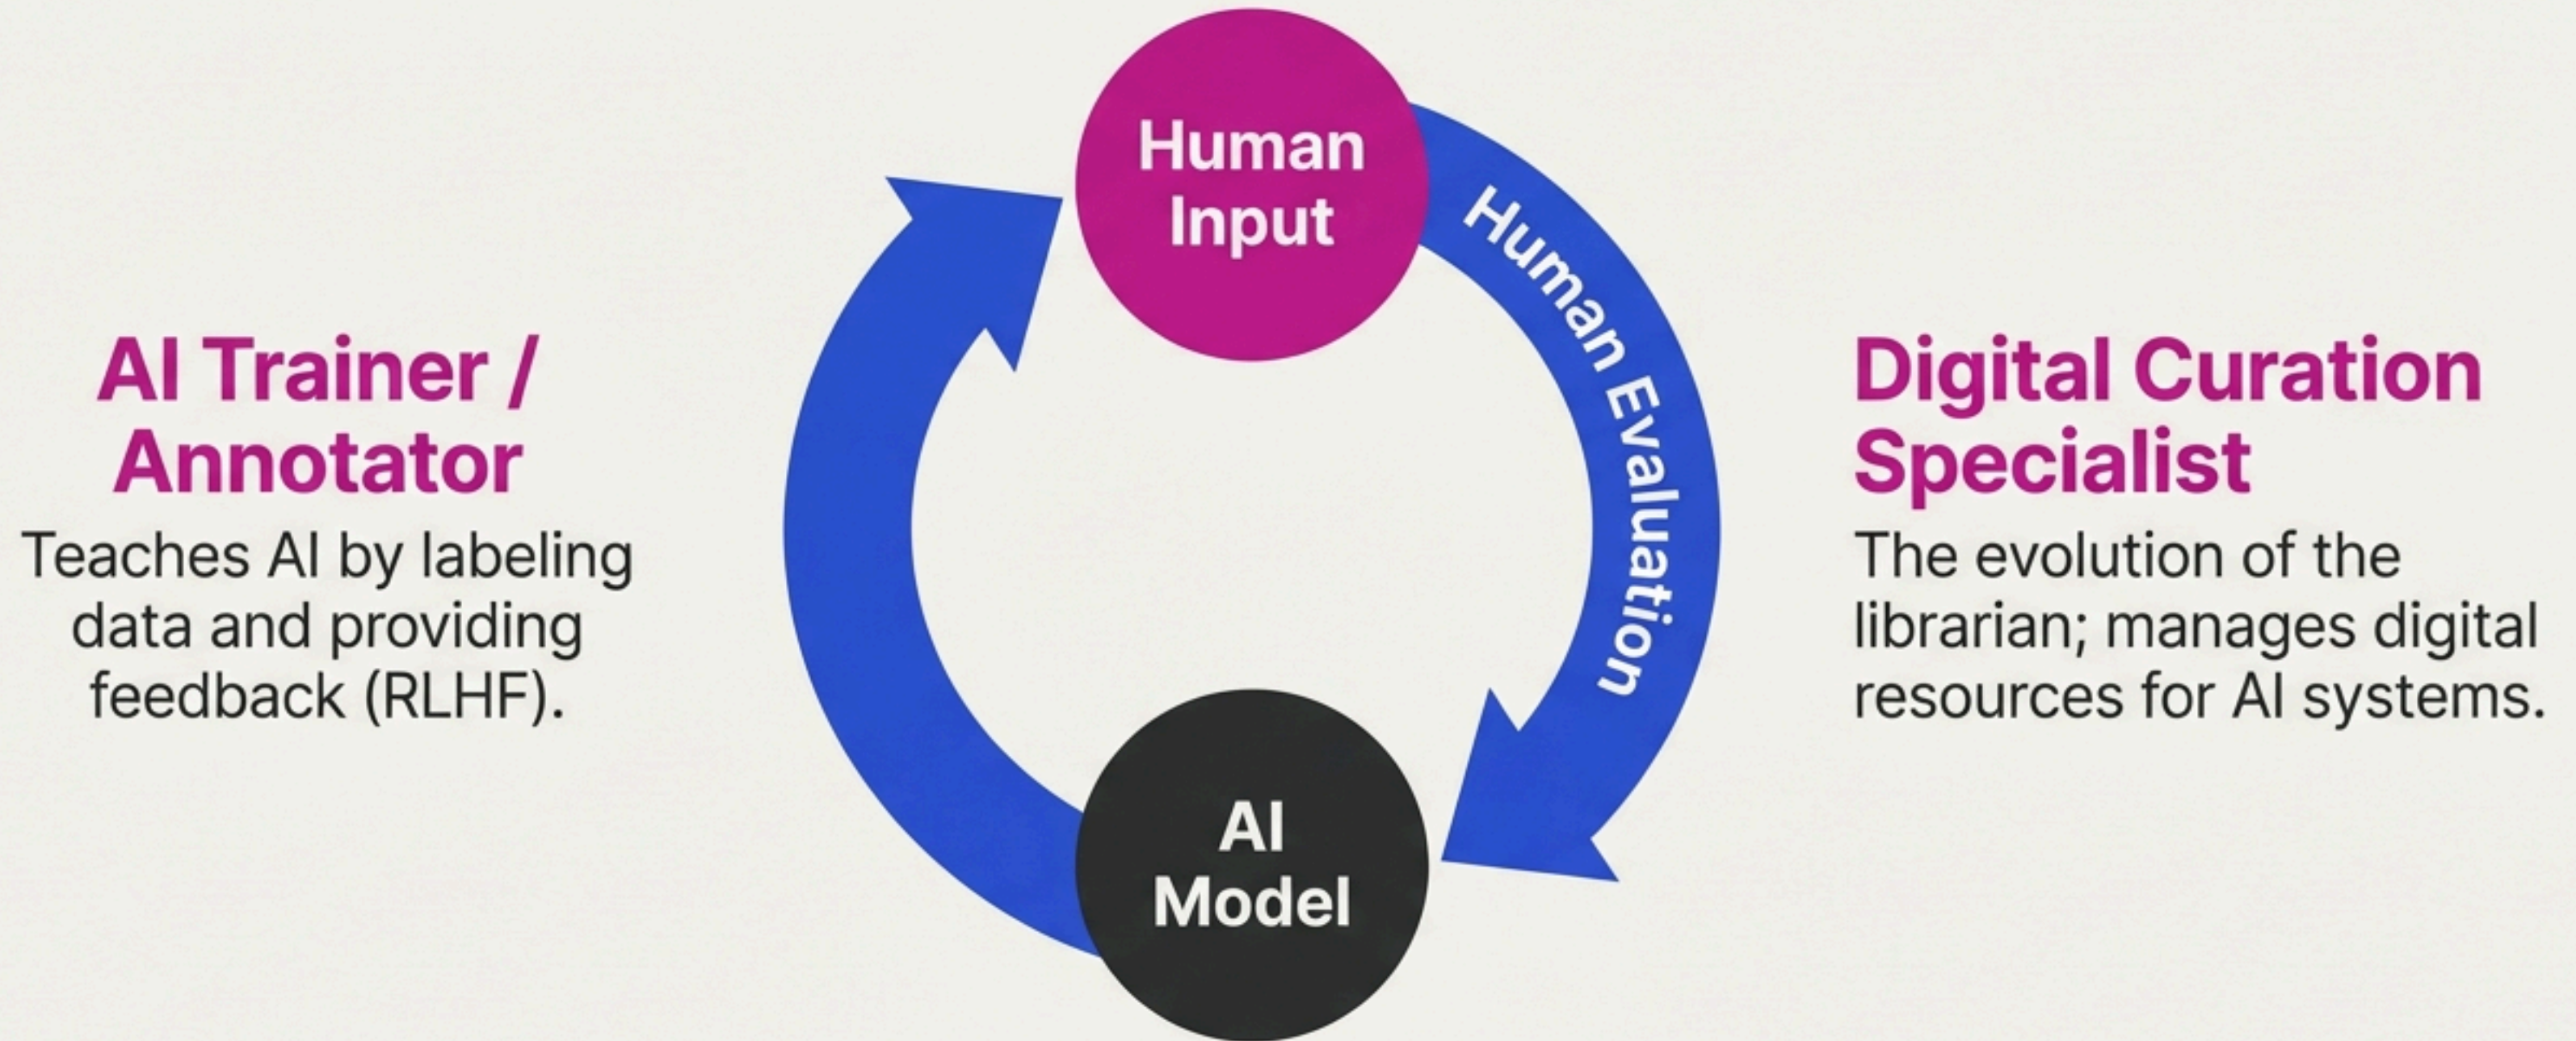 AI Trainer /
Annotator
Teaches AI by labeling
data and providing
feedback (RLHF).
Human
Input
Human Evaluation
AI
Model
Digital Curation
Specialist
The evolution of the
librarian; manages digital
resources for AI systems.